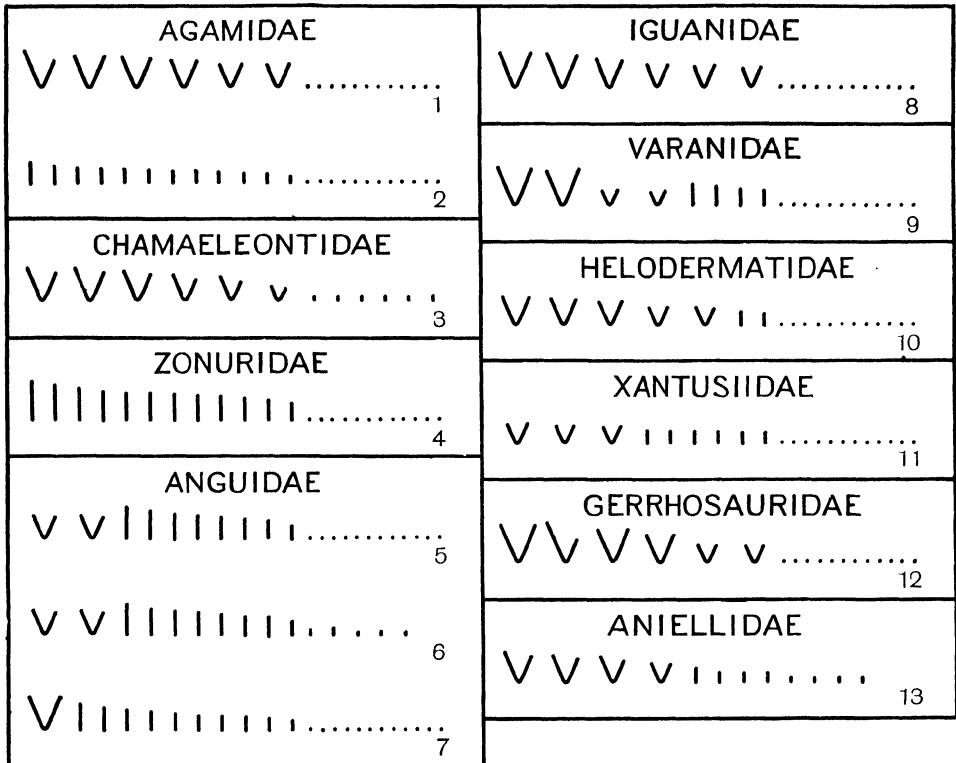 AGAMIDAE
1
2
CHAMAELEONTIDAE
3
ZONURIDAE
4
ANGUIDAE
5
6
7
IGUANIDAE
8
VARANIDAE
9
HELODERMATIDAE
10
XANTUSIIDAE
11
GERRHOSAURIDAE
12
ANIELLIDAE
13